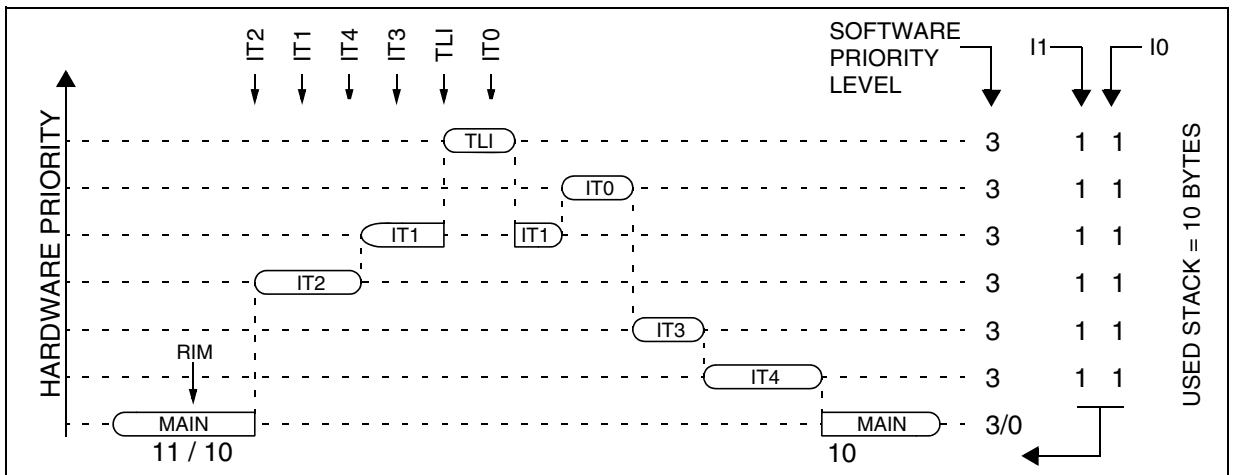 SOFTWARE
PRIORITY
LEVEL
I1
I0
IT2
IT1
IT4
IT3
TLI
IT0
HARDWARE PRIORITY
TLI
3
1 1
IT0
3
1 1
IT1
IT1
3
1 1
IT2
3
1 1
IT3
3
1 1
RIM
IT4
3
1 1
MAIN
MAIN
3/0
11 / 10
10
USED STACK = 10 BYTES